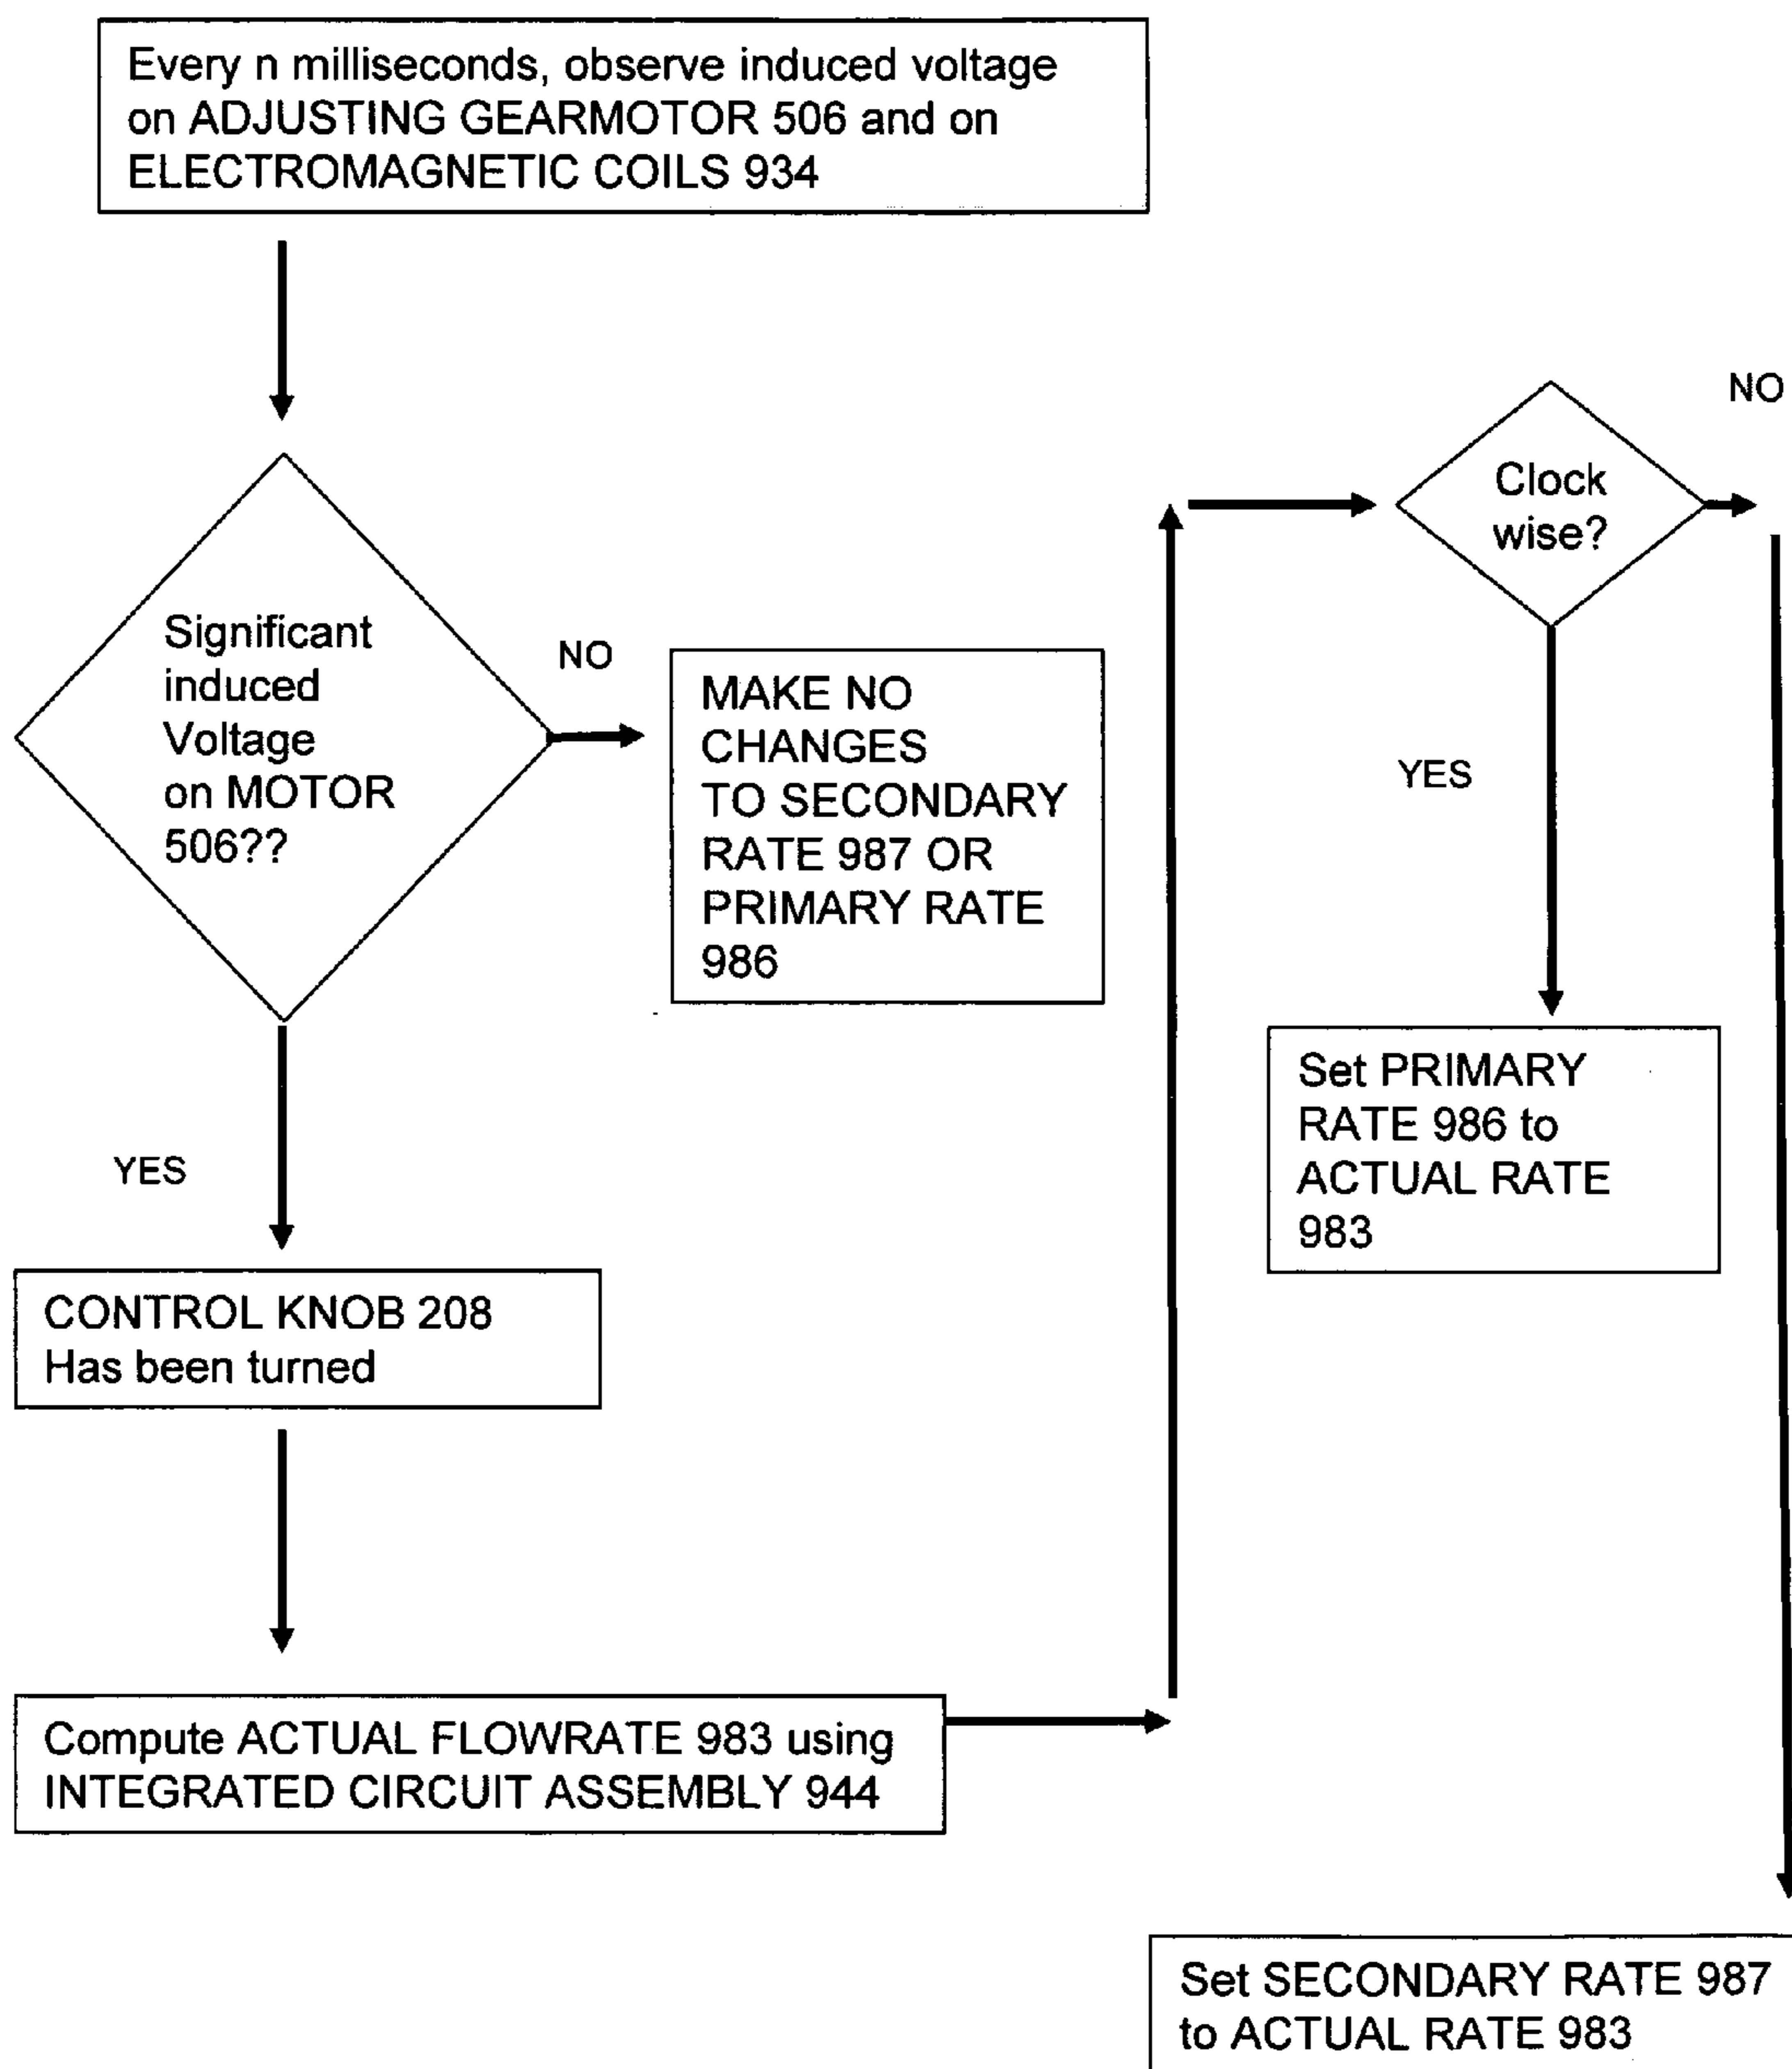 Every n milliseconds, observe induced voltage
on ADJUSTING GEARMOTOR 506 and on
ELECTROMAGNETIC COILS 934
Significant
induced
Voltage
on MOTOR
506??
NO
MAKE NO
CHANGES
TO SECONDARY
RATE 987 OR
PRIMARY RATE
986
YES
CONTROL KNOB 208
Has been turned
Compute ACTUAL FLOWRATE 983 using
INTEGRATED CIRCUIT ASSEMBLY 944
Clock
wise?
NO
YES
Set PRIMARY
RATE 986 to
ACTUAL RATE
983
Set SECONDARY RATE 987
to ACTUAL RATE 983